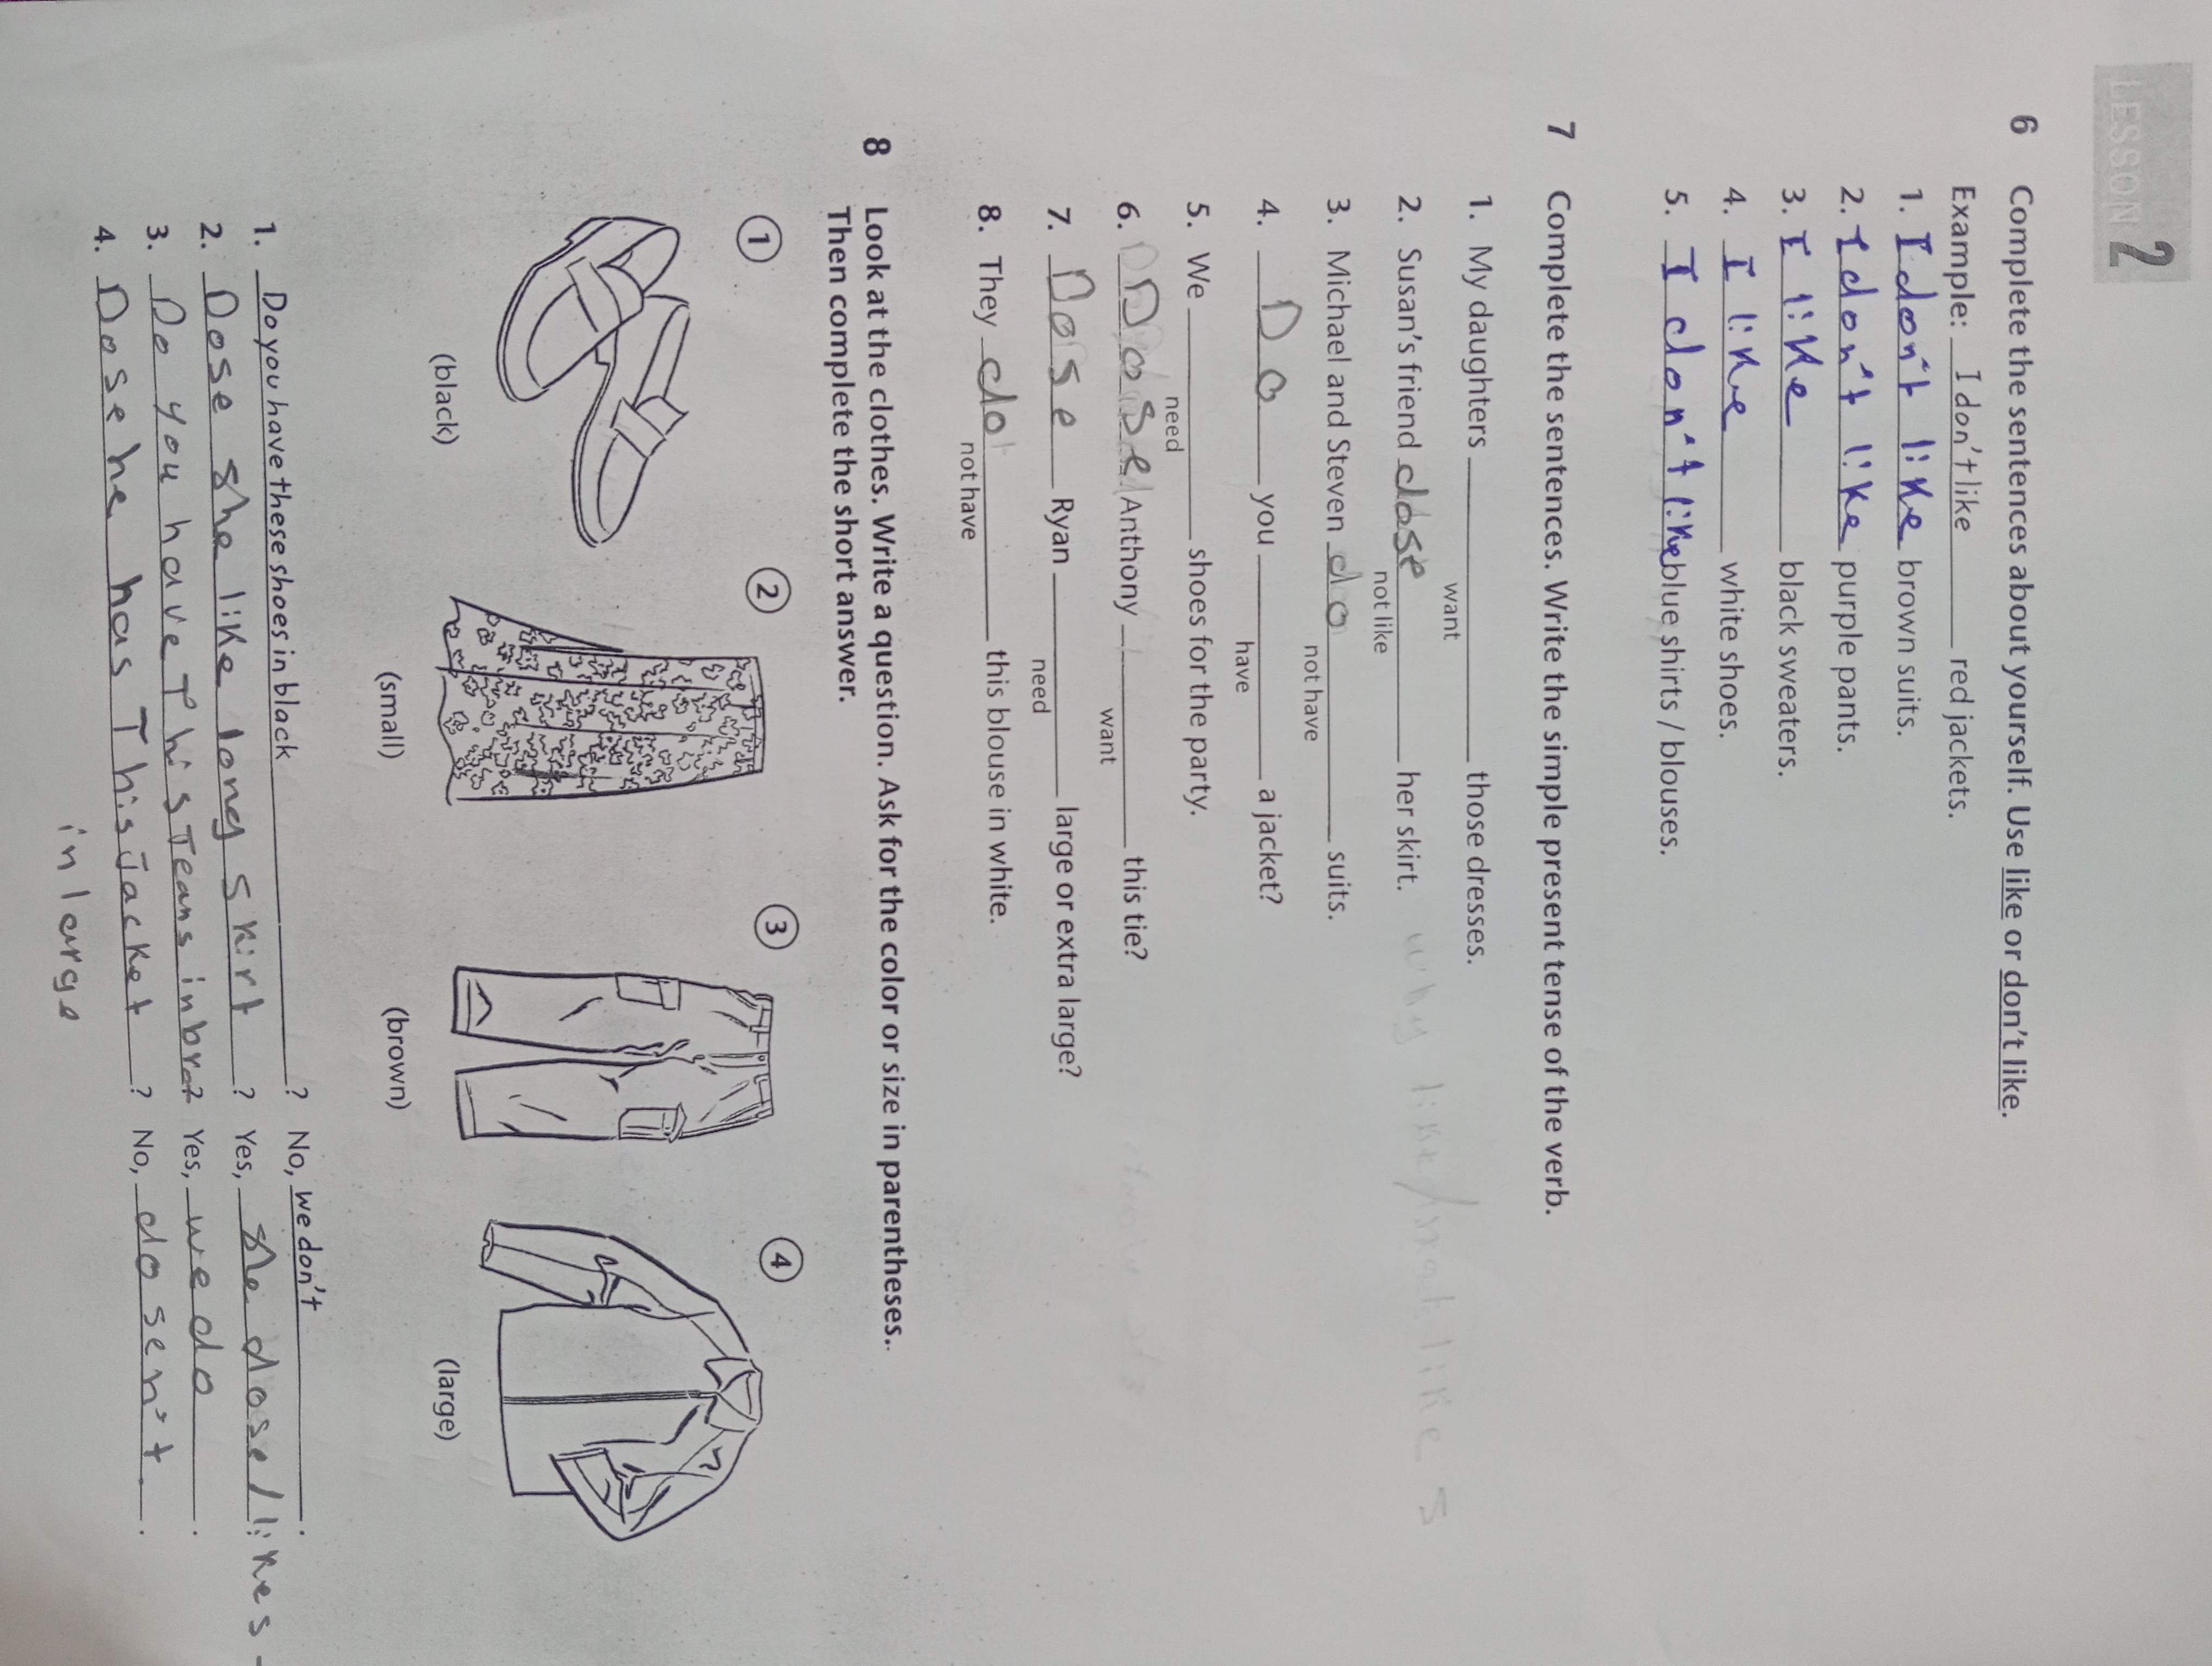 LESSON 2
6 Complete the sentences about yourself. Use like or don't like.
Example: I don't like red jackets.
1. I don't like brown suits.
2. I don't like purple pants.
3. I like black sweaters.
4. I like white shoes.
5. I don't like blue shirts / blouses.
7 Complete the sentences. Write the simple present tense of the verb.
1. My daughters ___ those dresses.
want
2. Susan's friend dose her skirt.
not like
3. Michael and Steven do suits.
not have
4. Do you ___ a jacket?
have
5. We ___ shoes for the party.
need
6. Dose Anthony ___ this tie?
want
7. Dose Ryan ___ large or extra large?
need
8. They do this blouse in white.
not have
8 Look at the clothes. Write a question. Ask for the color or size in parentheses..
Then complete the short answer.
1 2 3 4
(black) (small) (brown) (large)
1. Do you have these shoes in black ? No, we don't .
2. Dose she like long skirt ? Yes, she dose / likes
3. Do you have This Jeans in bro ? Yes, we do .
4. Dose he has This Jacket ? No, dosen't .
in large